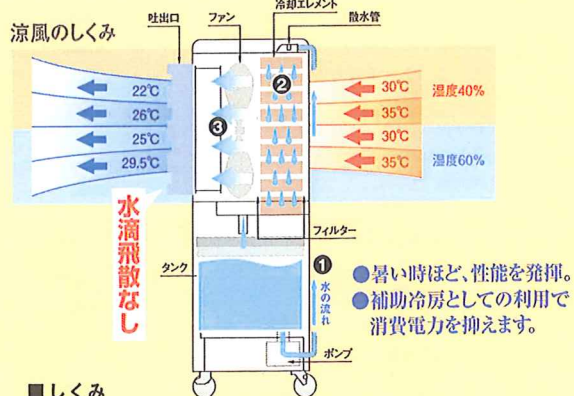 涼風のしくみ
吐出口
ファン
冷却エレメント
散水管
22℃
26℃
25℃
29.5℃
❷
❸
30℃
35℃
30℃
35℃
湿度40%
湿度60%
水滴飛散なし
フィルター
タンク
❶
水の流れ
ポンプ
●暑い時ほど、性能を発揮。
●補助冷房としての利用で
消費電力を抑えます。
■しくみ